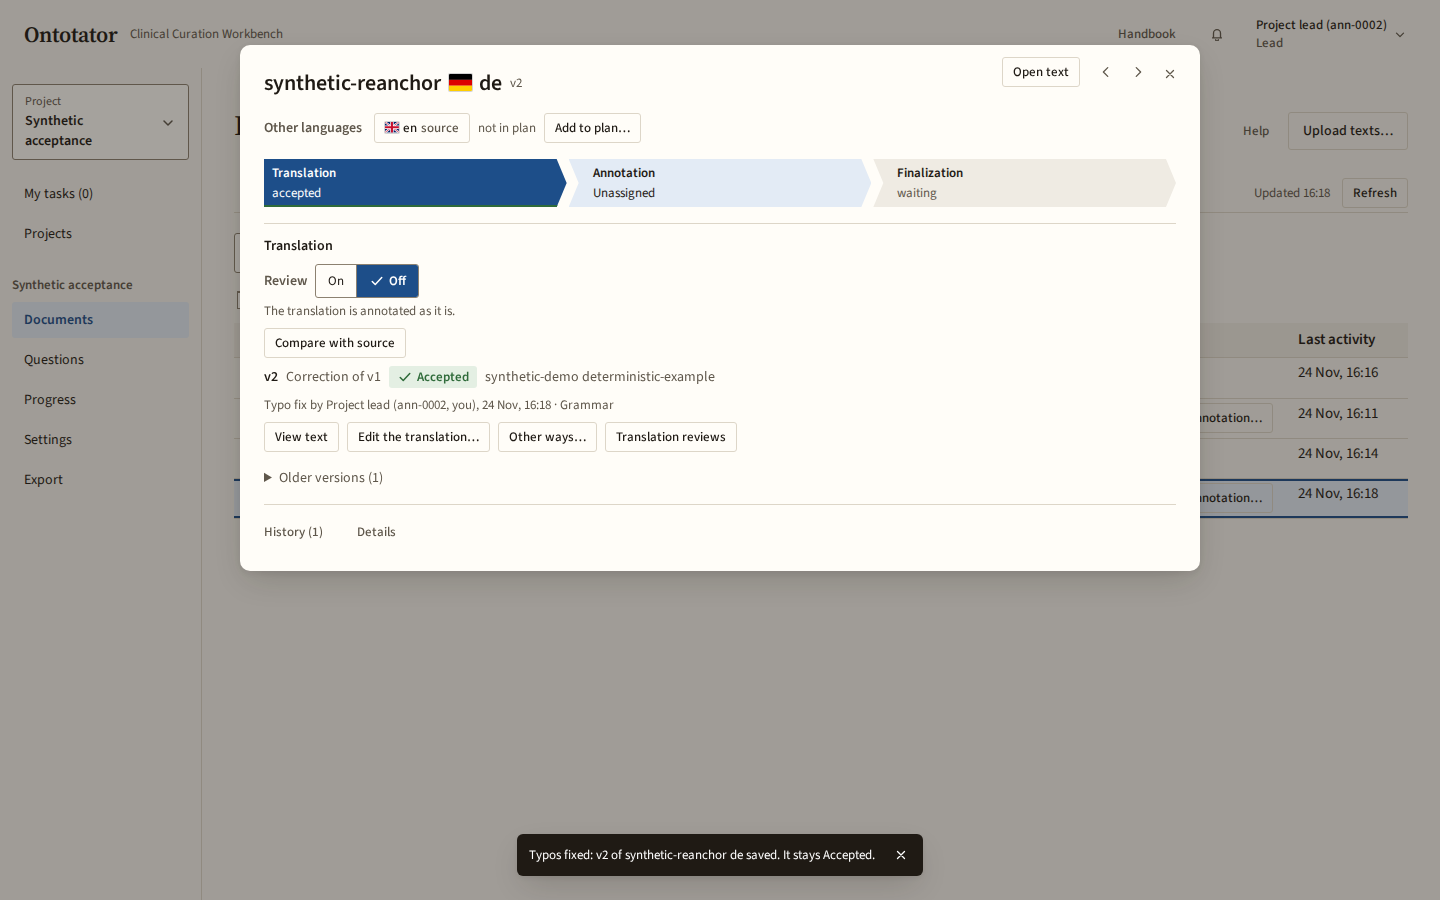 Ontotator Clinical Curation Workbench
Handbook
Project lead (ann-0002)
Lead
Project
Synthetic acceptance
My tasks (0)
Projects
Synthetic acceptance
Documents
Questions
Progress
Settings
Export
Help
Upload texts…
Updated 16:18
Refresh
Last activity
24 Nov, 16:16
nnotation…
24 Nov, 16:11
24 Nov, 16:14
nnotation…
24 Nov, 16:18
synthetic-reanchor de v2
Open text
Other languages en source not in plan Add to plan…
Translation
accepted
Annotation
Unassigned
Finalization
waiting
Translation
Review On Off
The translation is annotated as it is.
Compare with source
v2 Correction of v1 Accepted synthetic-demo deterministic-example
Typo fix by Project lead (ann-0002, you), 24 Nov, 16:18 · Grammar
View text Edit the translation… Other ways… Translation reviews
Older versions (1)
History (1) Details
Typos fixed: v2 of synthetic-reanchor de saved. It stays Accepted.